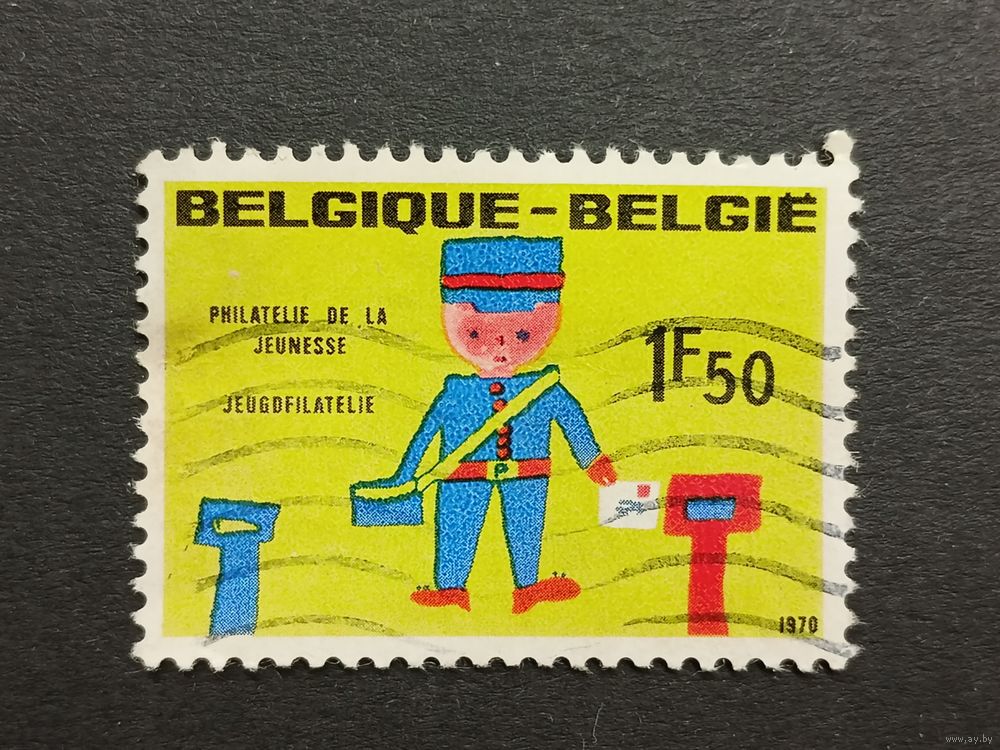 BELGIQUE-BELGIË
PHILATELIE DE LA
JEUNESSE
JEUGDFILATELIE
1F50
P
1970
www.ay.by